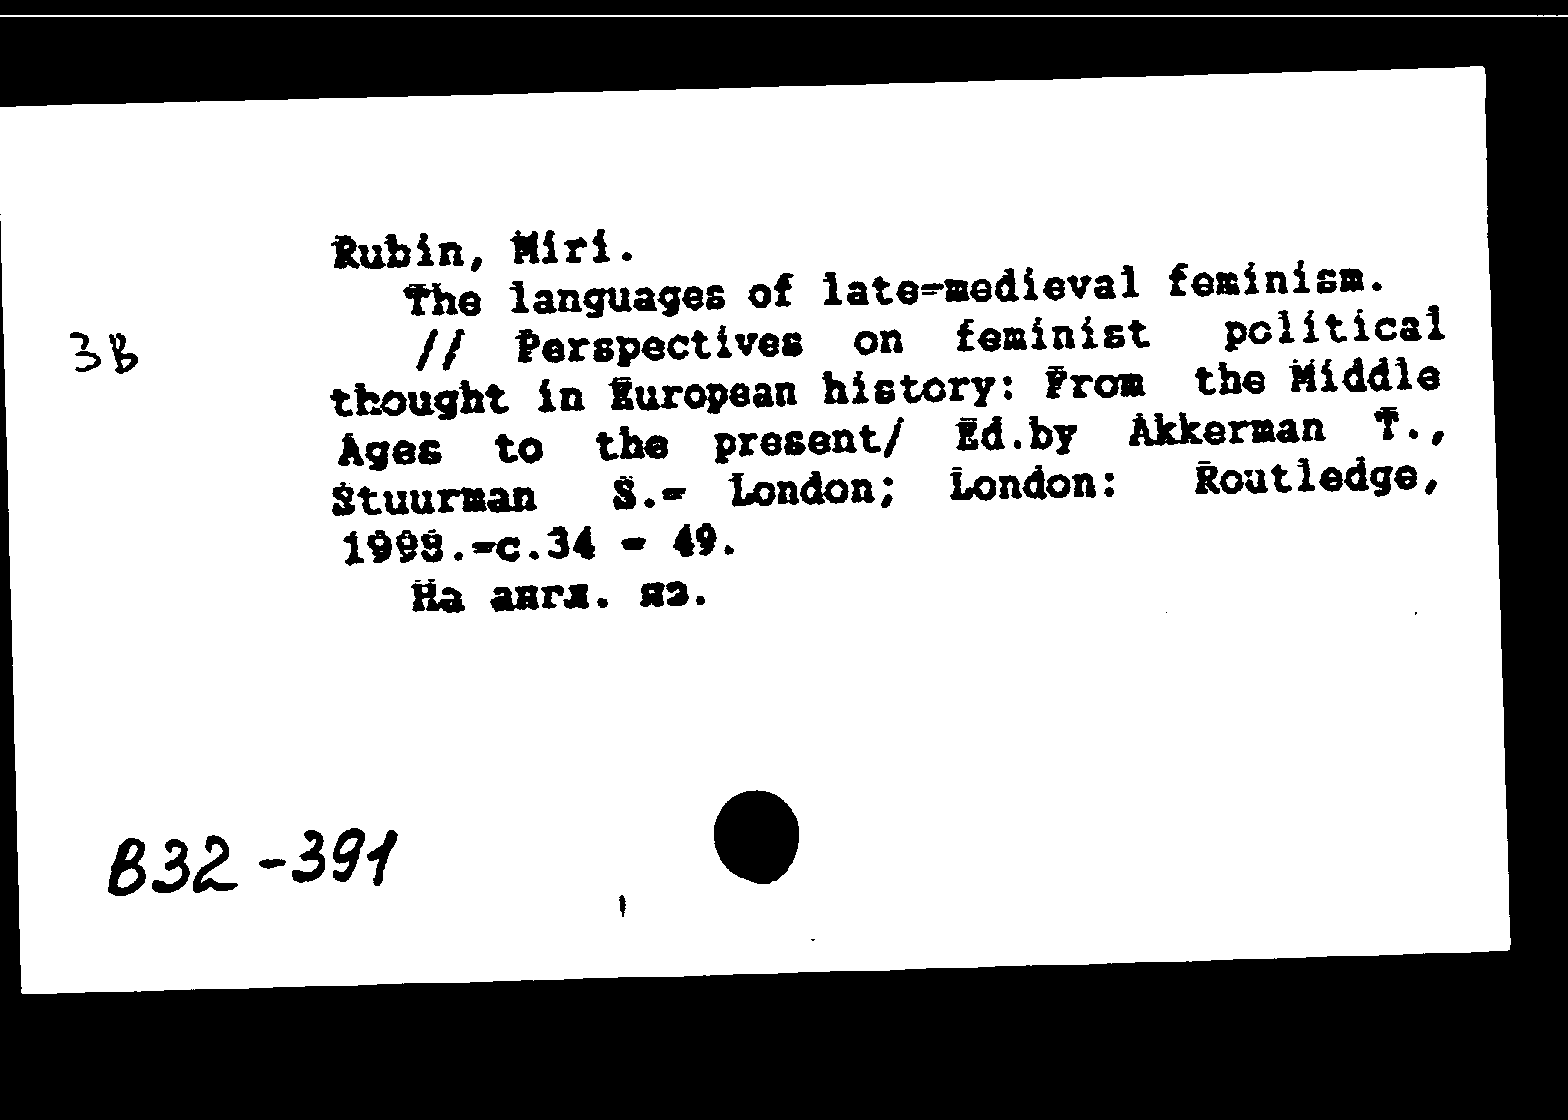 Rubin, Miri.
The languages of late-medieval feminism.
// Perspectives on feminist political
thought in European history: From the Middle
Ages to the present/ Ed.by Akkerman T.,
Stuurman S.- London; London: Routledge,
1998.-c.34 - 49.
На англ. яз.
ЗВ
В32-391